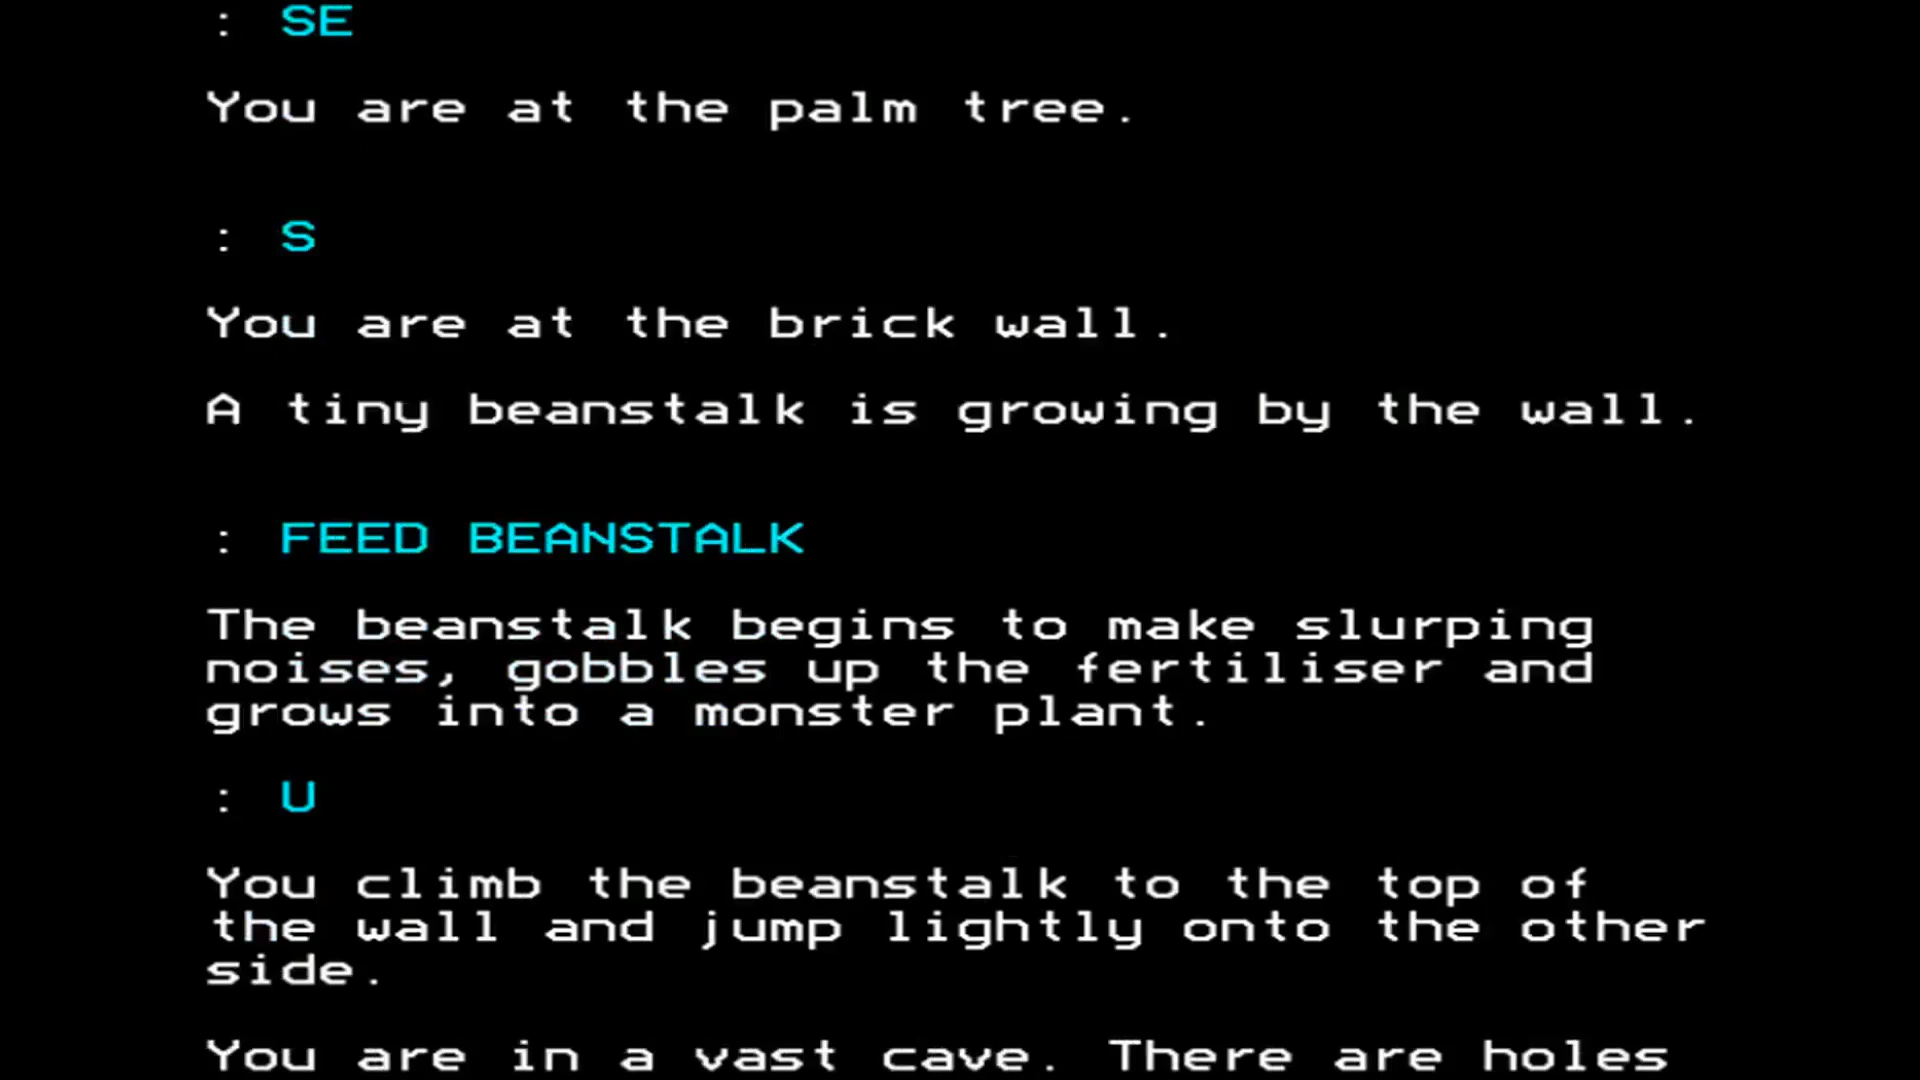 : SE
You are at the palm tree.
: S
You are at the brick wall.
A tiny beanstalk is growing by the wall.
: FEED BEANSTALK
The beanstalk begins to make slurping
noises, gobbles up the fertiliser and
grows into a monster plant.
: U
You climb the beanstalk to the top of
the wall and jump lightly onto the other
side.
You are in a vast cave. There are holes